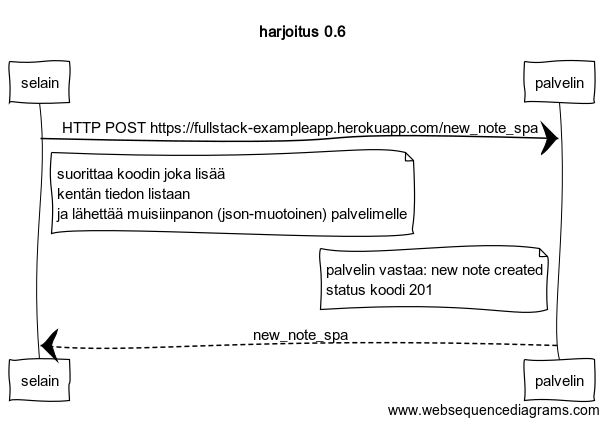 harjoitus 0.6
selain
palvelin
HTTP POST https://fullstack-exampleapp.herokuapp.com/new_note_spa
suorittaa koodin joka lisää
kentän tiedon listaan
ja lähettää muisiinpanon (json-muotoinen) palvelimelle
palvelin vastaa: new note created
status koodi 201
new_note_spa
selain
palvelin
www.websequencediagrams.com